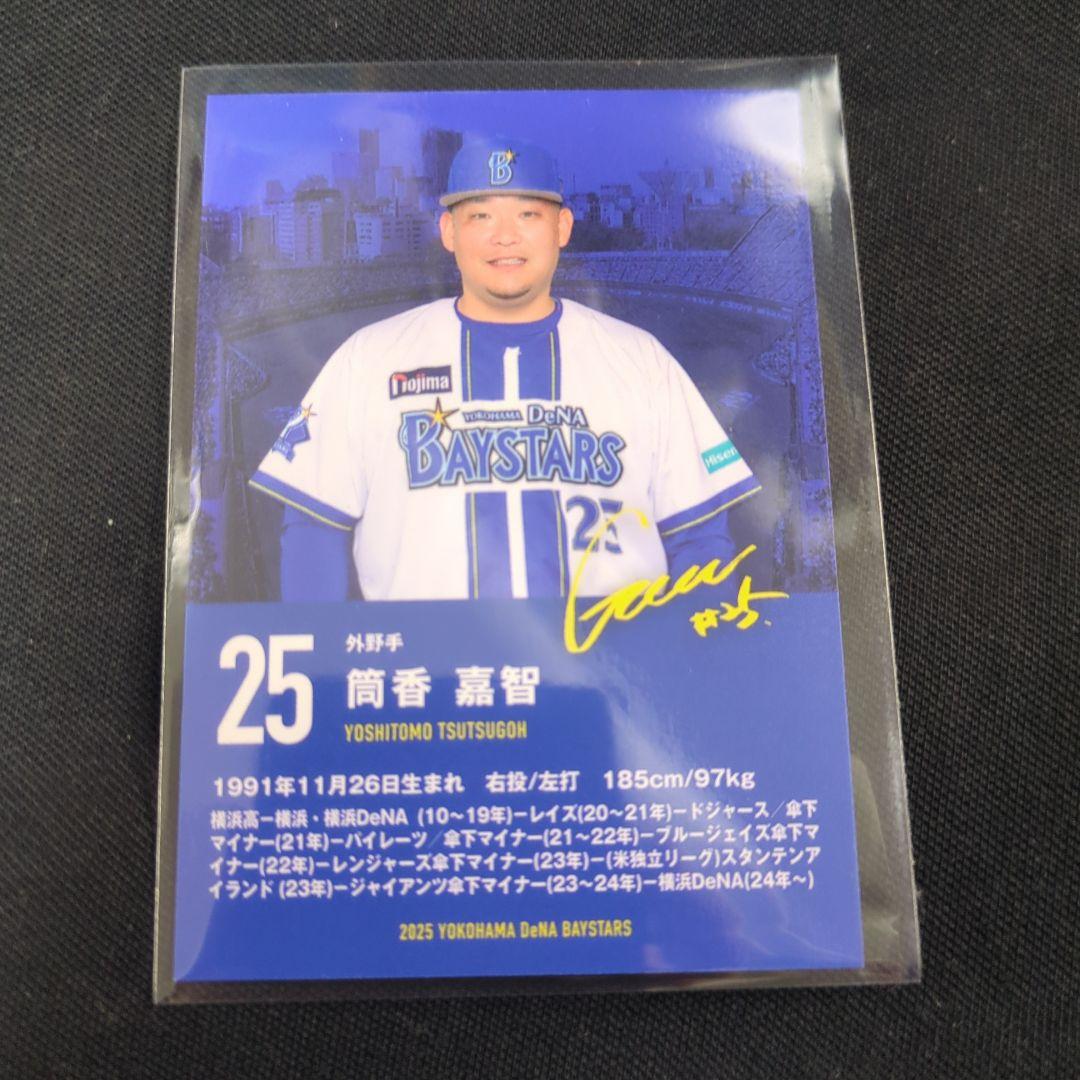 B
nojima
YOKOHAMA DeNA
BAYSTARS
Hisen
25
#25.
25
外野手
筒香 嘉智
YOSHITOMO TSUTSUGOH
1991年11月26日生まれ 右投/左打 185cm/97kg
横浜高ー横浜・横浜DeNA (10〜19年)ーレイズ(20〜21年)ードジャース/傘下
マイナー(21年)ーパイレーツ/傘下マイナー(21〜22年)ーブルージェイズ傘下マ
イナー(22年)ーレンジャーズ傘下マイナー(23年)ー(米独立リーグ)スタテンア
イランド (23年)ージャイアンツ傘下マイナー(23〜24年)ー横浜DeNA(24年〜)
2025 YOKOHAMA DeNA BAYSTARS